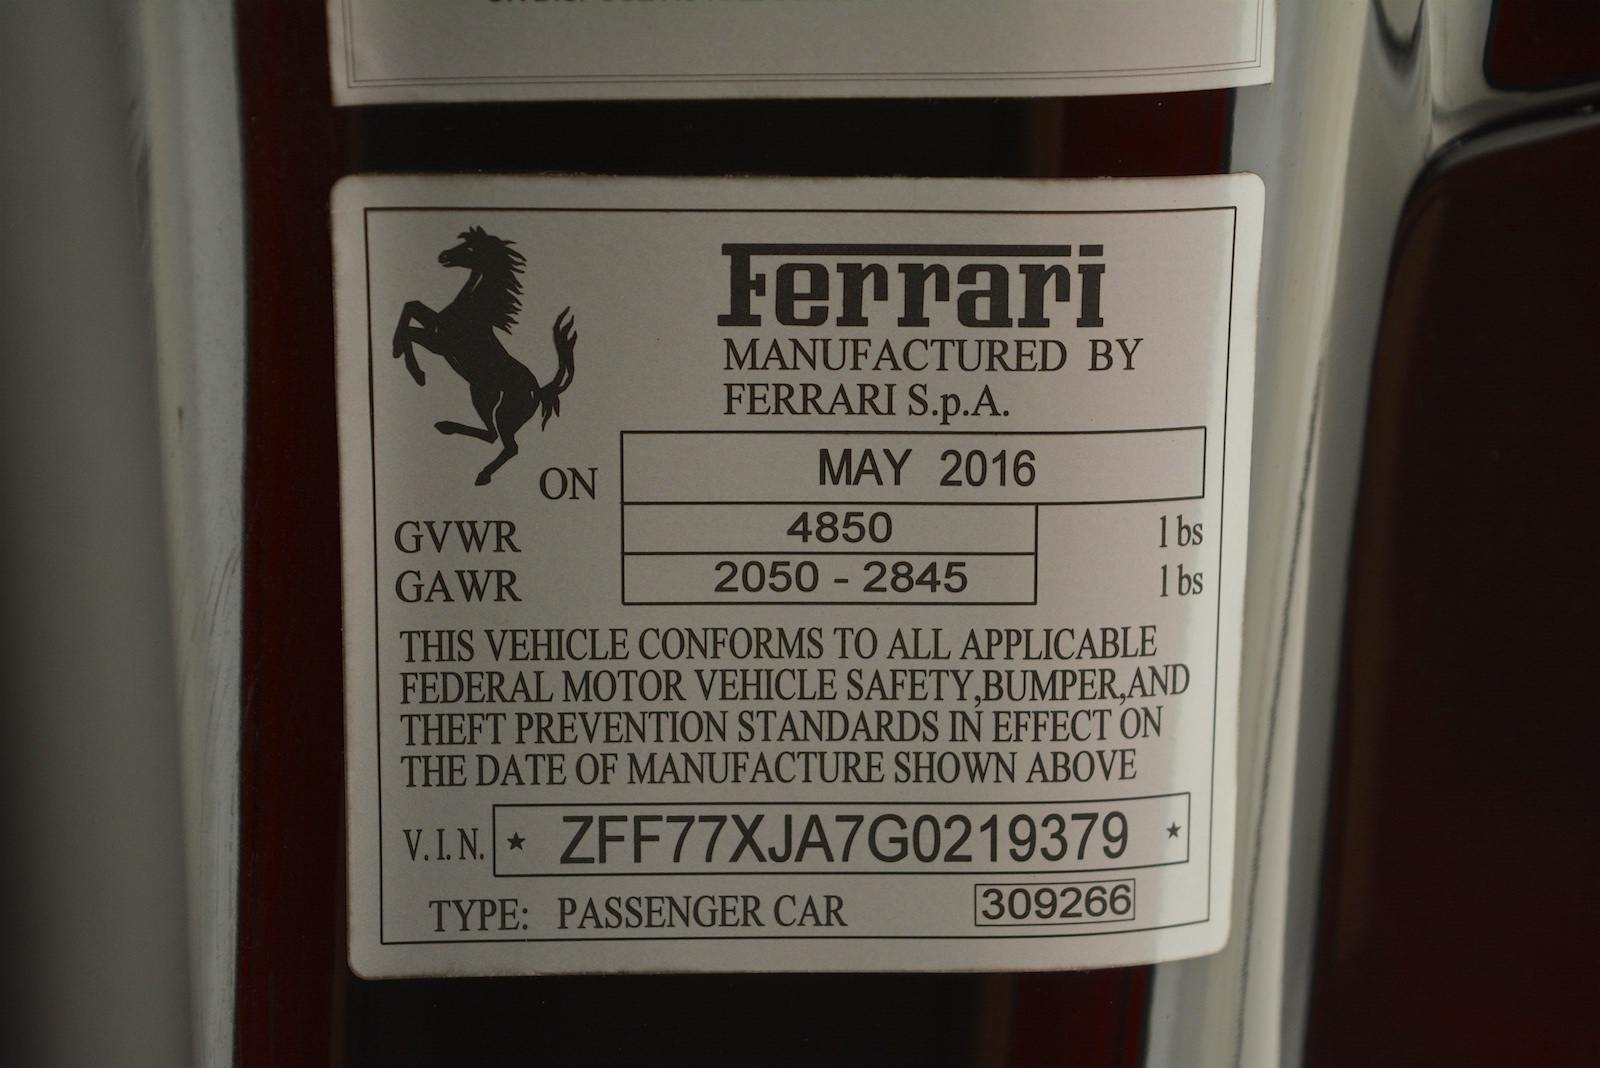 Ferrari
MANUFACTURED BY
FERRARI S.p.A.
ON MAY 2016
GVWR 4850 lbs
GAWR 2050 - 2845 lbs
THIS VEHICLE CONFORMS TO ALL APPLICABLE
FEDERAL MOTOR VEHICLE SAFETY,BUMPER,AND
THEFT PREVENTION STANDARDS IN EFFECT ON
THE DATE OF MANUFACTURE SHOWN ABOVE
V.I.N. ★ ZFF77XJA7G0219379 ★
TYPE: PASSENGER CAR 309266